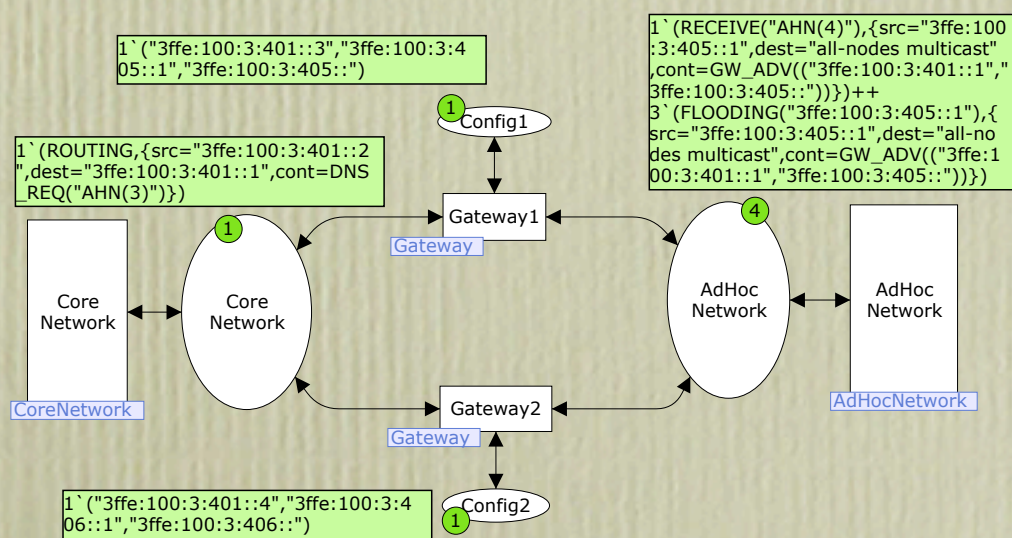 1`("3ffe:100:3:401::3","3ffe:100:3:4
05::1","3ffe:100:3:405::")
1
Config1
1`(RECEIVE("AHN(4)"),{src="3ffe:100
:3:405::1",dest="all-nodes multicast"
,cont=GW_ADV(("3ffe:100:3:401::1","
3ffe:100:3:405::"))})++
3`(FLOODING("3ffe:100:3:405::1"),{
src="3ffe:100:3:405::1",dest="all-no
des multicast",cont=GW_ADV(("3ffe:1
00:3:401::1","3ffe:100:3:405::"))})
1`(ROUTING,{src="3ffe:100:3:401::2
",dest="3ffe:100:3:401::1",cont=DNS
_REQ("AHN(3)")})
1
Gateway1
Gateway
4
Core
Network
CoreNetwork
Core
Network
AdHoc
Network
AdHoc
Network
AdHocNetwork
Gateway2
Gateway
1`("3ffe:100:3:401::4","3ffe:100:3:4
06::1","3ffe:100:3:406::")
Config2
1